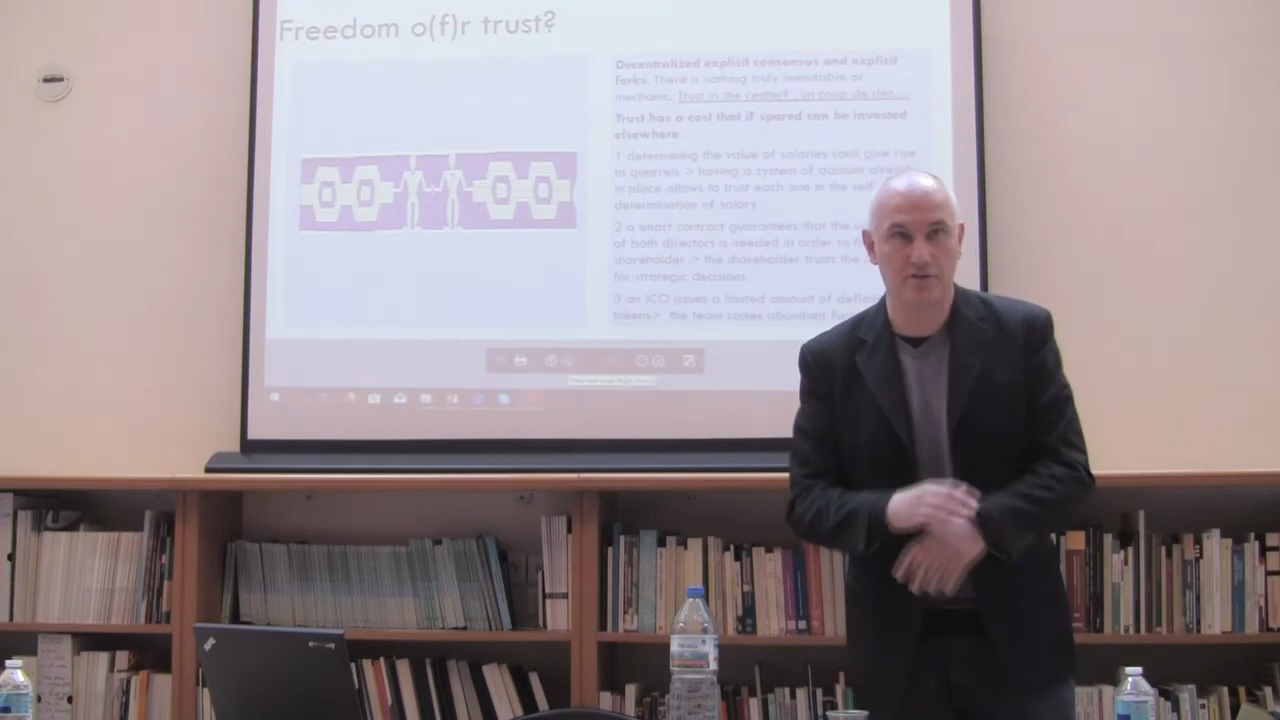 Freedom o(f)r trust?
Decentralized explicit consensus and explicit
forks. There is nothing truly immutable or
mechanic. Trust in the center? : un coup de des...
Trust has a cost that if spared can be invested
elsewhere
1 determining the value of salaries could give rise
to quarrels > having a system of account already
in place allows to trust each one in the self
determination of salary
2 a smart contract guarantees that the
of both directors is needed in order to
shareholder > the shareholder trusts the
for strategic decisions
3 an ICO issues a limited amount of
tokens> the team raises abundant